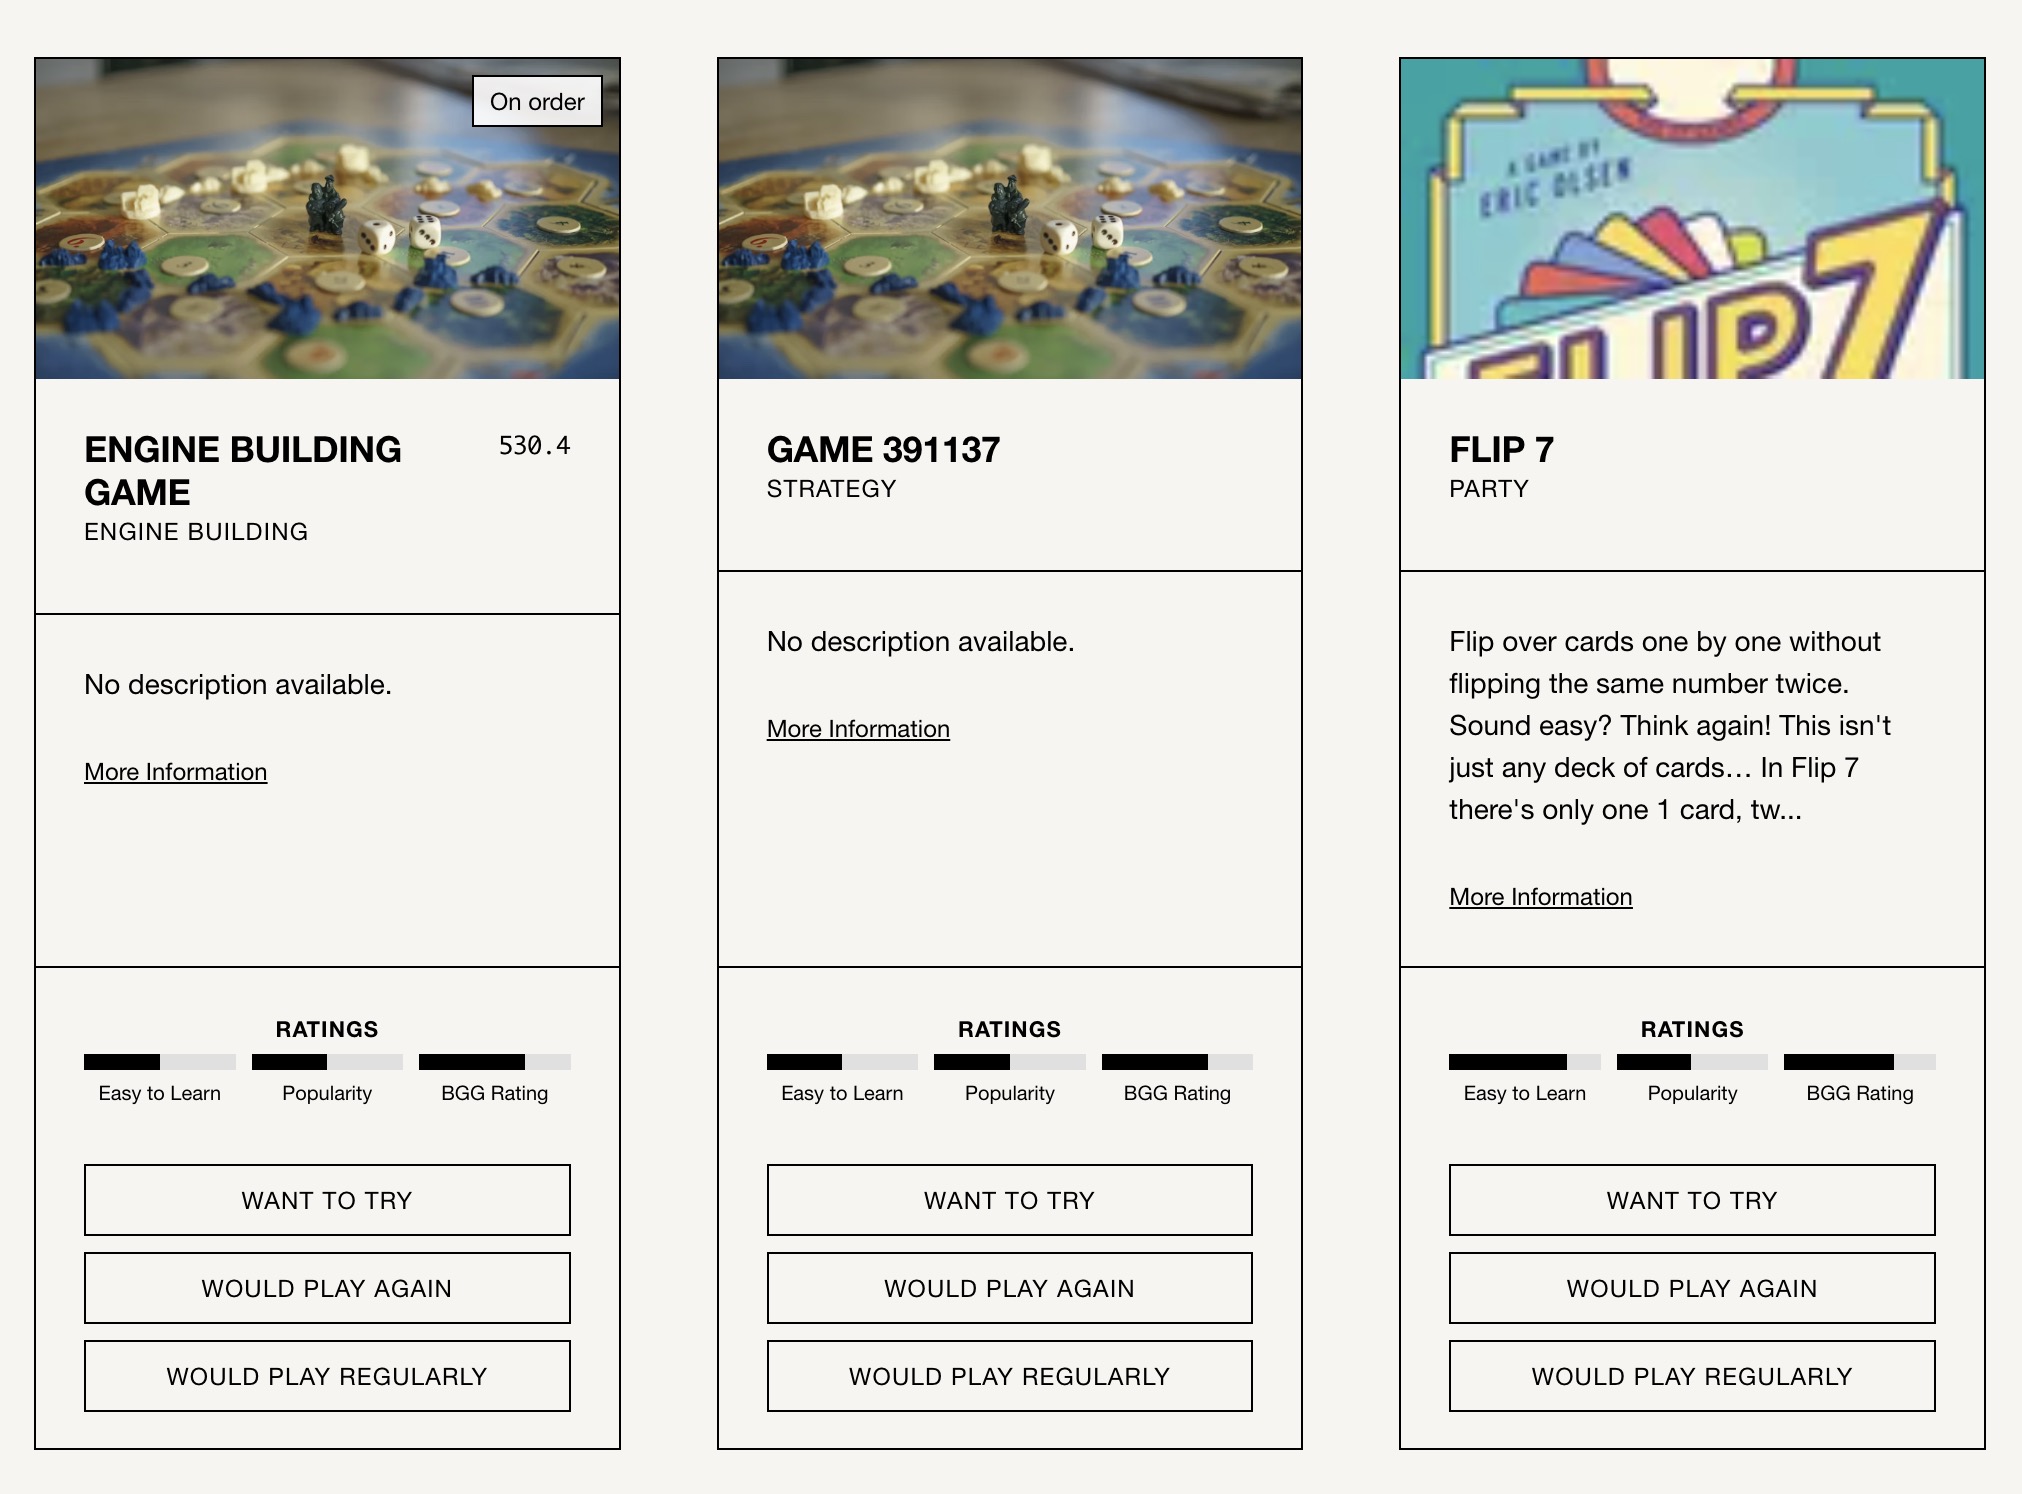 On order
ENGINE BUILDING
GAME
530.4
ENGINE BUILDING
No description available.
More Information
RATINGS
Easy to Learn
Popularity
BGG Rating
WANT TO TRY
WOULD PLAY AGAIN
WOULD PLAY REGULARLY
GAME 391137
STRATEGY
No description available.
More Information
RATINGS
Easy to Learn
Popularity
BGG Rating
WANT TO TRY
WOULD PLAY AGAIN
WOULD PLAY REGULARLY
A GAME BY
ERIC OLSEN
FLIP 7
FLIP 7
PARTY
Flip over cards one by one without
flipping the same number twice.
Sound easy? Think again! This isn't
just any deck of cards… In Flip 7
there's only one 1 card, tw...
More Information
RATINGS
Easy to Learn
Popularity
BGG Rating
WANT TO TRY
WOULD PLAY AGAIN
WOULD PLAY REGULARLY